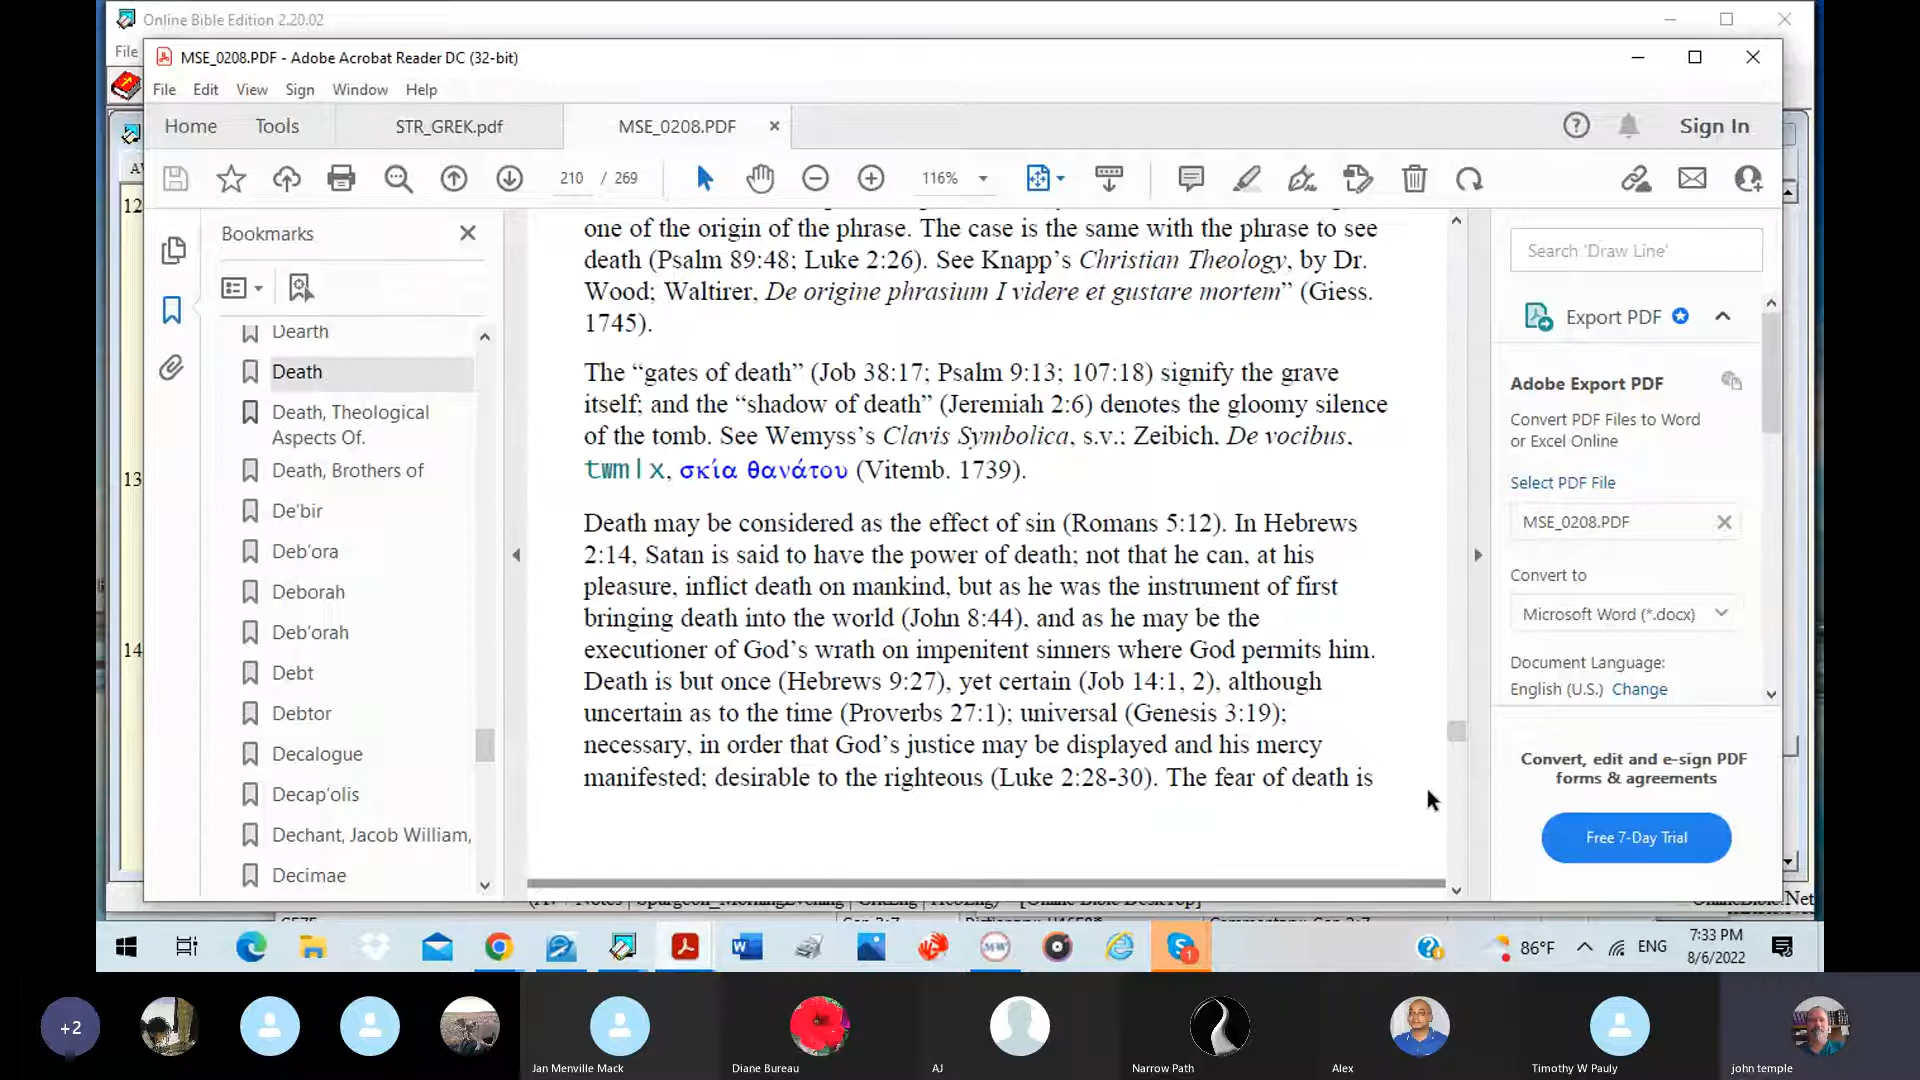 Online Bible Edition 2.20.02
File
MSE_0208.PDF - Adobe Acrobat Reader DC (32-bit)
File Edit View Sign Window Help
Home Tools STR_GREK.pdf MSE_0208.PDF Sign In
210 / 269 116%
12
13
14
Bookmarks
Dearth
Death
Death, Theological
Aspects Of.
Death, Brothers of
De'bir
Deb'ora
Deborah
Deb'orah
Debt
Debtor
Decalogue
Decap'olis
Dechant, Jacob William,
Decimae
one of the origin of the phrase. The case is the same with the phrase to see
death (Psalm 89:48; Luke 2:26). See Knapp’s Christian Theology, by Dr.
Wood; Waltirer, De origine phrasium I videre et gustare mortem” (Giess.
1745).
The “gates of death” (Job 38:17; Psalm 9:13; 107:18) signify the grave
itself; and the “shadow of death” (Jeremiah 2:6) denotes the gloomy silence
of the tomb. See Wemyss’s Clavis Symbolica, s.v.; Zeibich, De vocibus,
twm|x, σκία θανάτου (Vitemb. 1739).
Death may be considered as the effect of sin (Romans 5:12). In Hebrews
2:14, Satan is said to have the power of death; not that he can, at his
pleasure, inflict death on mankind, but as he was the instrument of first
bringing death into the world (John 8:44), and as he may be the
executioner of God’s wrath on impenitent sinners where God permits him.
Death is but once (Hebrews 9:27), yet certain (Job 14:1, 2), although
uncertain as to the time (Proverbs 27:1); universal (Genesis 3:19);
necessary, in order that God’s justice may be displayed and his mercy
manifested; desirable to the righteous (Luke 2:28-30). The fear of death is
Search 'Draw Line'
Export PDF
Adobe Export PDF
Convert PDF Files to Word
or Excel Online
Select PDF File
MSE_0208.PDF
Convert to
Microsoft Word (*.docx)
Document Language:
English (U.S.) Change
Convert, edit and e-sign PDF
forms & agreements
Free 7-Day Trial
86°F ENG
7:33 PM
8/6/2022
+2
Jan Menville Mack
Diane Bureau
AJ
Narrow Path
Alex
Timothy W Pauly
john temple